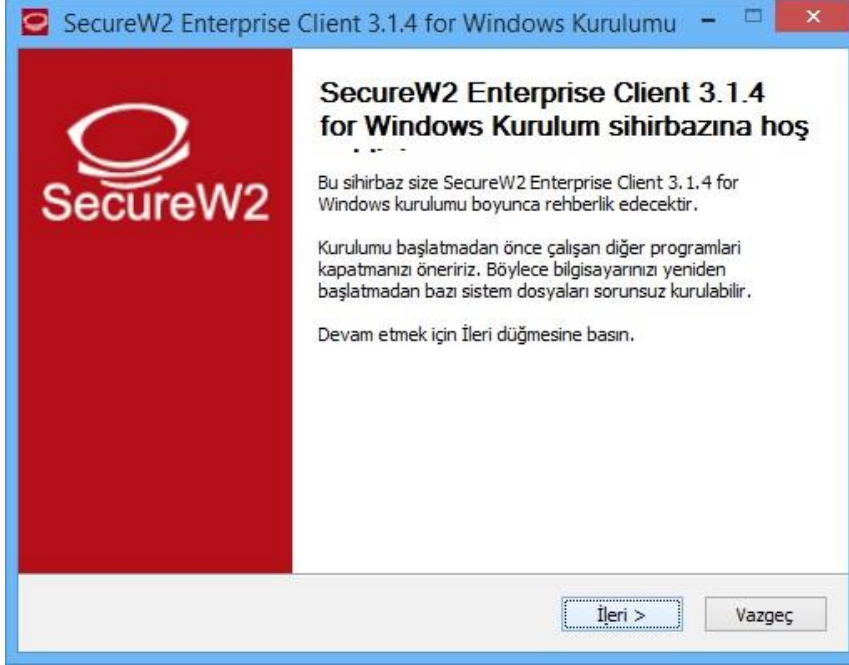 SecureW2 Enterprise Client 3.1.4 for Windows Kurulumu
SecureW2 Enterprise Client 3.1.4
for Windows Kurulum sihirbazına hoş
SecureW2
Bu sihirbaz size SecureW2 Enterprise Client 3.1.4 for
Windows kurulumu boyunca rehberlik edecektir.
Kurulumu başlatmadan önce çalışan diğer programlari
kapatmanızı öneririz. Böylece bilgisayarınızı yeniden
başlatmadan bazı sistem dosyaları sorunsuz kurulabilir.
Devam etmek için İleri düğmesine basın.
İleri >
Vazgeç